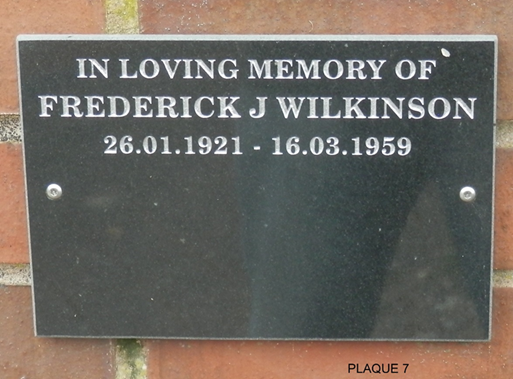 IN LOVING MEMORY OF
FREDERICK J WILKINSON
26.01.1921 - 16.03.1959
PLAQUE 7